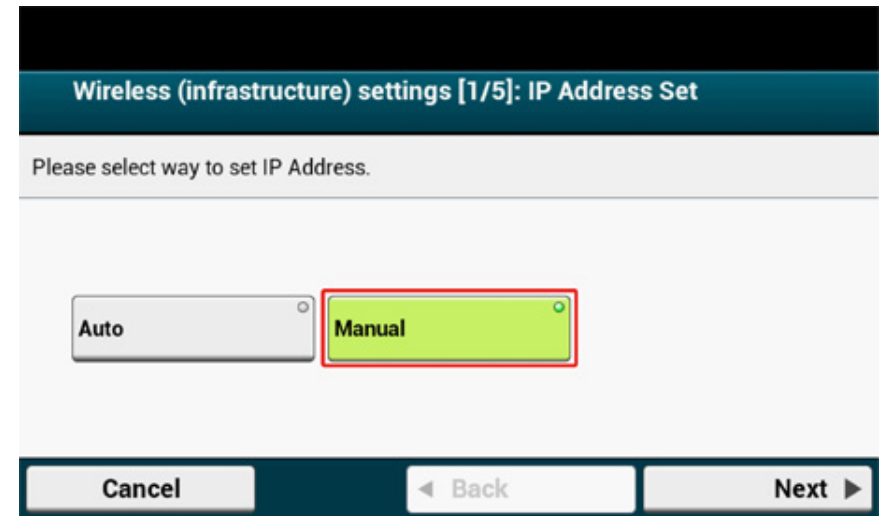 Wireless (infrastructure) settings [1/5]: IP Address Set
Please select way to set IP Address.
Auto
Manual
Cancel
Back
Next